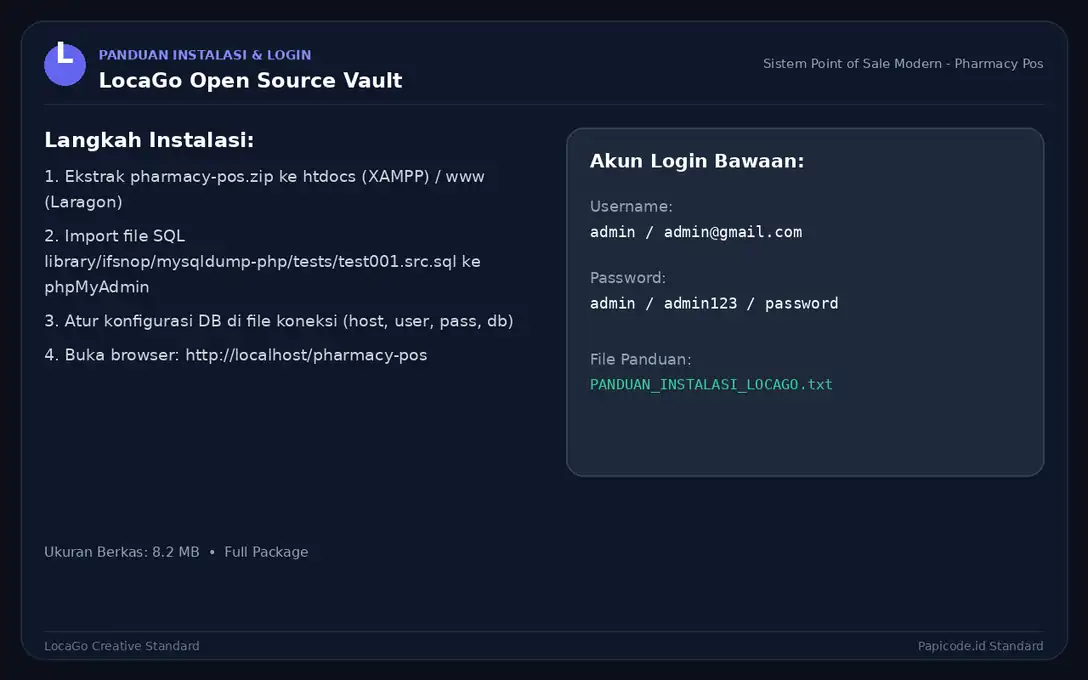 L
PANDUAN INSTALASI & LOGIN
LocaGo Open Source Vault
Sistem Point of Sale Modern - Pharmacy Pos
Langkah Instalasi:
1. Ekstrak pharmacy-pos.zip ke htdocs (XAMPP) / www
(Laragon)
2. Import file SQL
library/ifsnop/mysqldump-php/tests/test001.src.sql ke
phpMyAdmin
3. Atur konfigurasi DB di file koneksi (host, user, pass, db)
4. Buka browser: http://localhost/pharmacy-pos
Akun Login Bawaan:
Username:
admin / admin@gmail.com
Password:
admin / admin123 / password
File Panduan:
PANDUAN_INSTALASI_LOCAGO.txt
Ukuran Berkas: 8.2 MB • Full Package
LocaGo Creative Standard
Papicode.id Standard